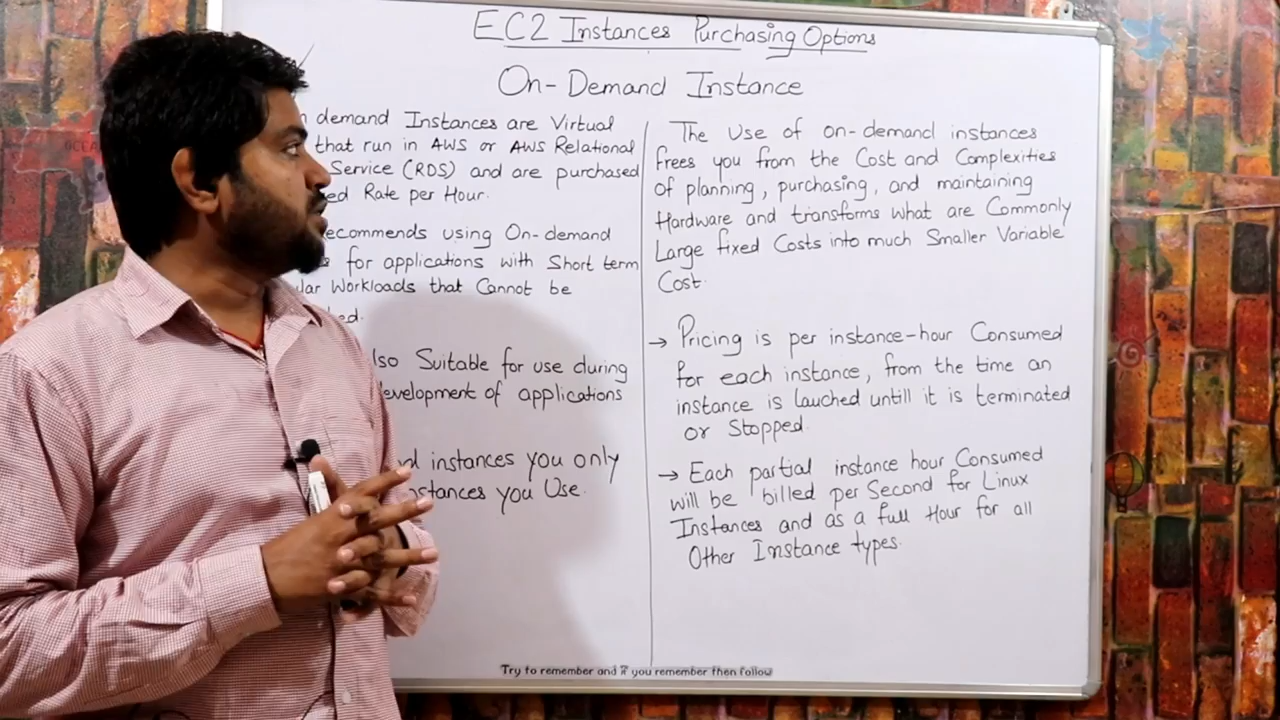 EC2 Instances Purchasing Options
On-Demand Instance
demand Instances are Virtual
that run in AWS or AWS Relational
Service (RDS) and are purchased
Rate per Hour.
using On-demand
for applications with Short term
Workloads that Cannot be
Suitable for use during
of applications
instances you only
you Use.
The Use of on-demand instances
frees you from the Cost and Complexities
of planning, purchasing, and maintaining
Hardware and transforms what are Commonly
Large fixed Costs into much Smaller Variable
Cost.
→ Pricing is per instance-hour Consumed
for each instance, from the time an
instance is lauched untill it is terminated
or Stopped.
→ Each partial instance hour Consumed
will be billed per Second for Linux
Instances and as a full Hour for all
Other Instance types.
Try to remember and if you remember then follow